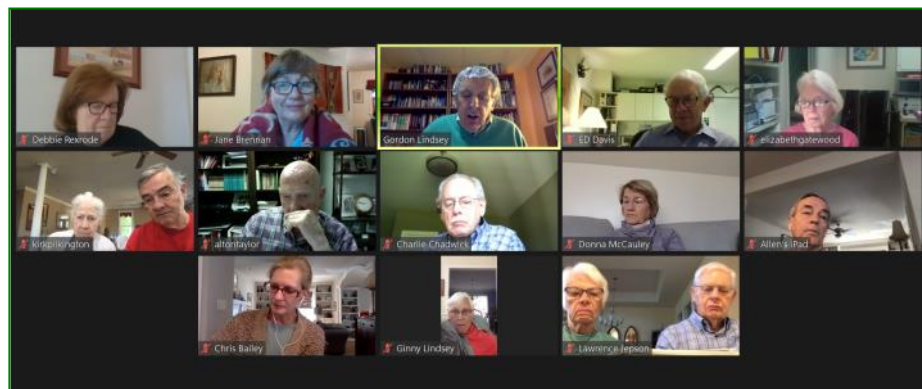 Debbie Rexrode
Jane Brennan
Gordon Lindsey
ED Davis
elizabethgatewood
kirkpilkington
altontaylor
Charlie Chadwick
Donna McCauley
Allen's iPad
Chris Bailey
Ginny Lindsey
Lawrence Jepson